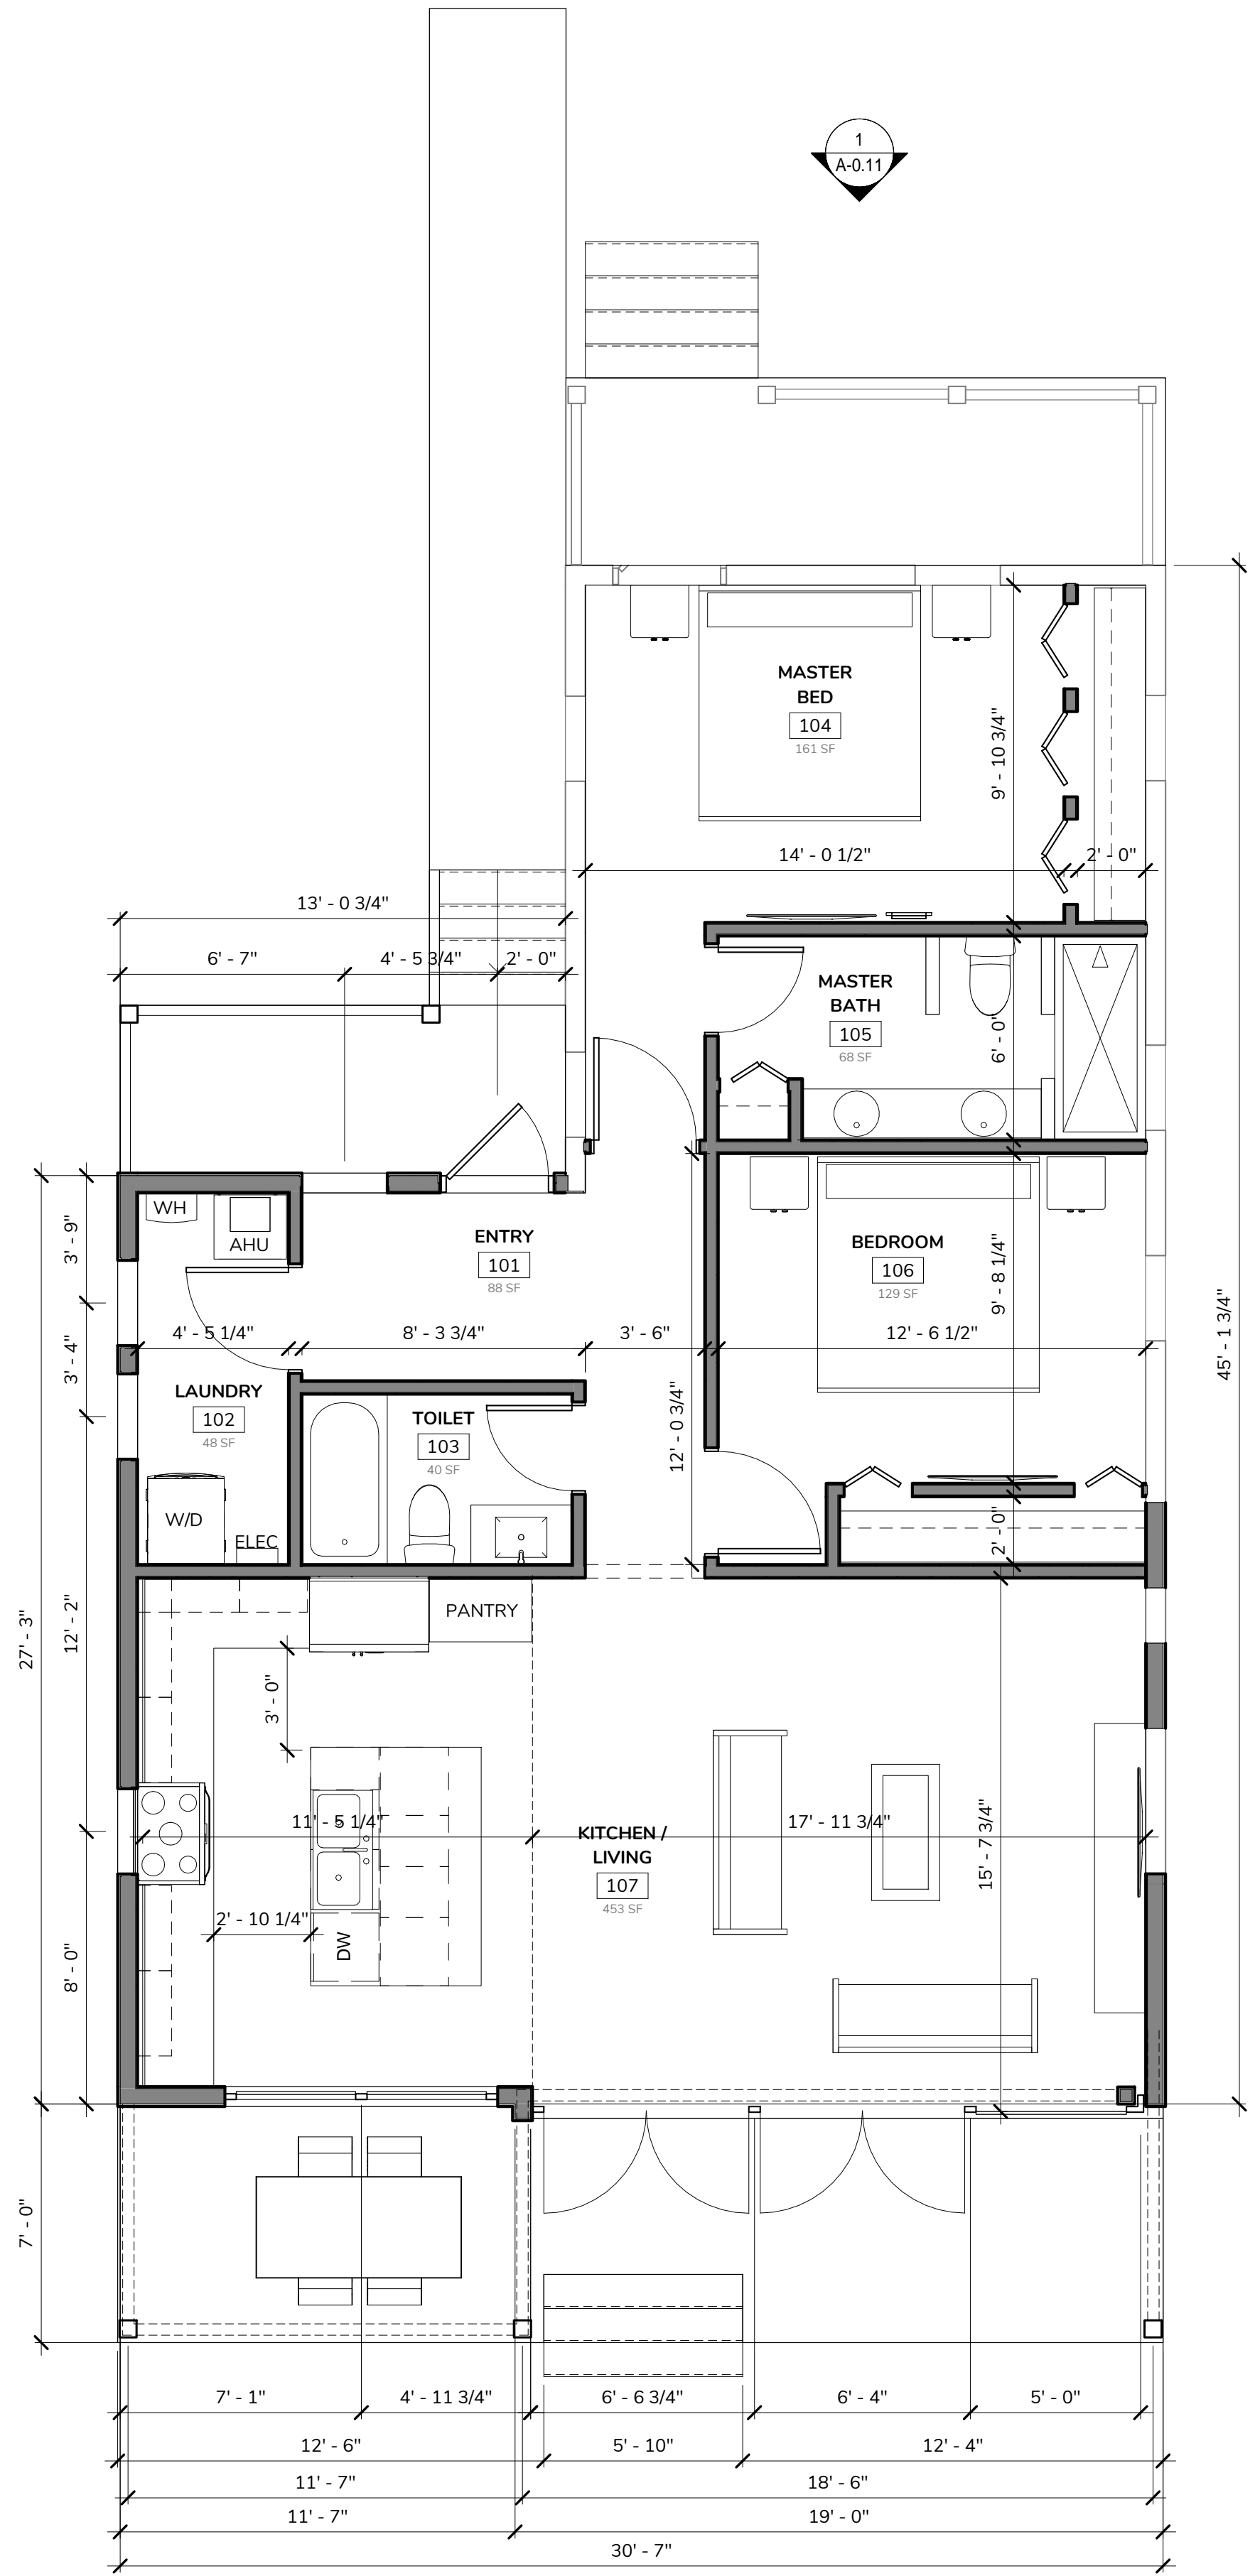 1
A-0.11
MASTER
BED
104
161 SF
9' - 10 3/4"
14' - 0 1/2"
2' - 0"
13' - 0 3/4"
6' - 7"
4' - 5 3/4"
2' - 0"
MASTER
BATH
105
68 SF
6' - 0"
WH
AHU
ENTRY
101
88 SF
BEDROOM
106
129 SF
9' - 8 1/4"
3' - 9"
3' - 4"
45' - 1 3/4"
4' - 5 1/4"
8' - 3 3/4"
3' - 6"
12' - 6 1/2"
LAUNDRY
102
48 SF
TOILET
103
40 SF
12' - 0 3/4"
W/D
ELEC
2' - 0"
PANTRY
27' - 3"
12' - 2"
3' - 0"
11' - 5 1/4"
KITCHEN /
LIVING
107
453 SF
17' - 11 3/4"
15' - 7 3/4"
2' - 10 1/4"
DW
8' - 0"
7' - 0"
7' - 1"
4' - 11 3/4"
6' - 6 3/4"
6' - 4"
5' - 0"
12' - 6"
5' - 10"
12' - 4"
11' - 7"
18' - 6"
11' - 7"
19' - 0"
30' - 7"